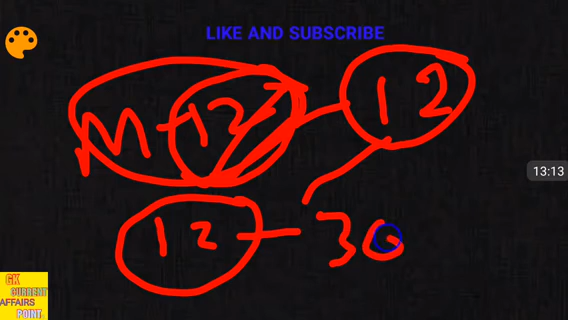 LIKE AND SUBSCRIBE
M-12 - 12
13:13
12 - 30
GK
CURRENT
AFFAIRS
POINT